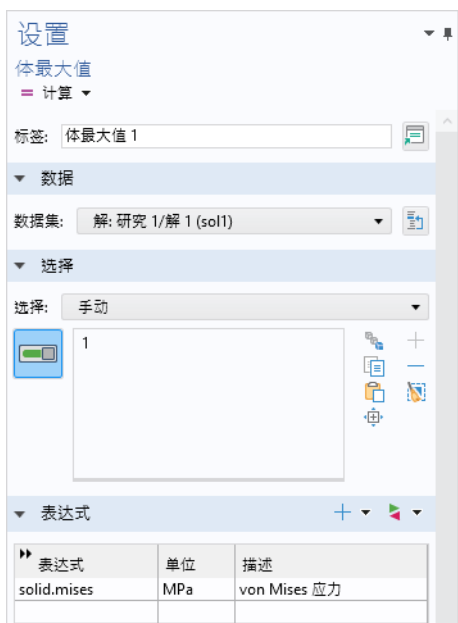 设置
体最大值
= 计算
标签: 体最大值 1
数据
数据集: 解: 研究 1/解 1 (sol1)
选择
选择: 手动
1
表达式
表达式 单位 描述
solid.mises MPa von Mises 应力